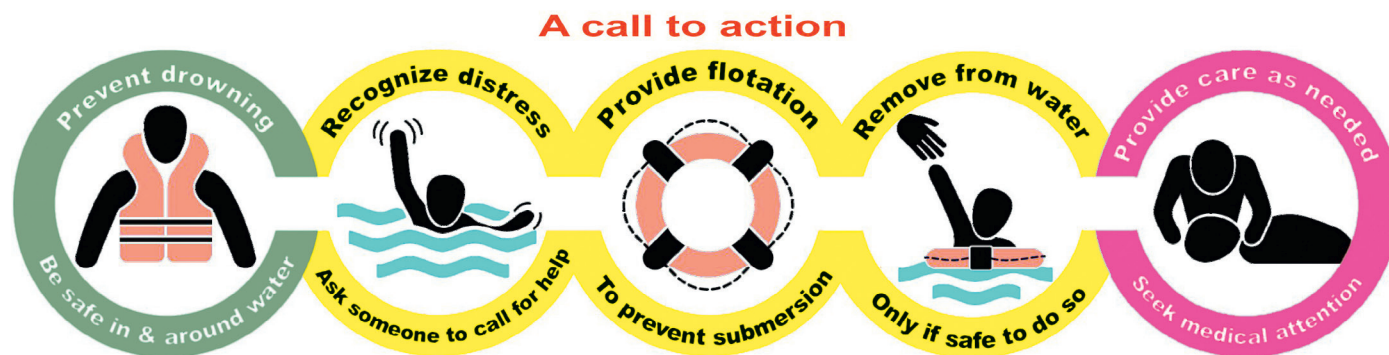 A call to action
Prevent drowning
Be safe in & around water
Recognize distress
Ask someone to call for help
Provide flotation
To prevent submersion
Remove from water
Only if safe to do so
Provide care as needed
Seek medical attention